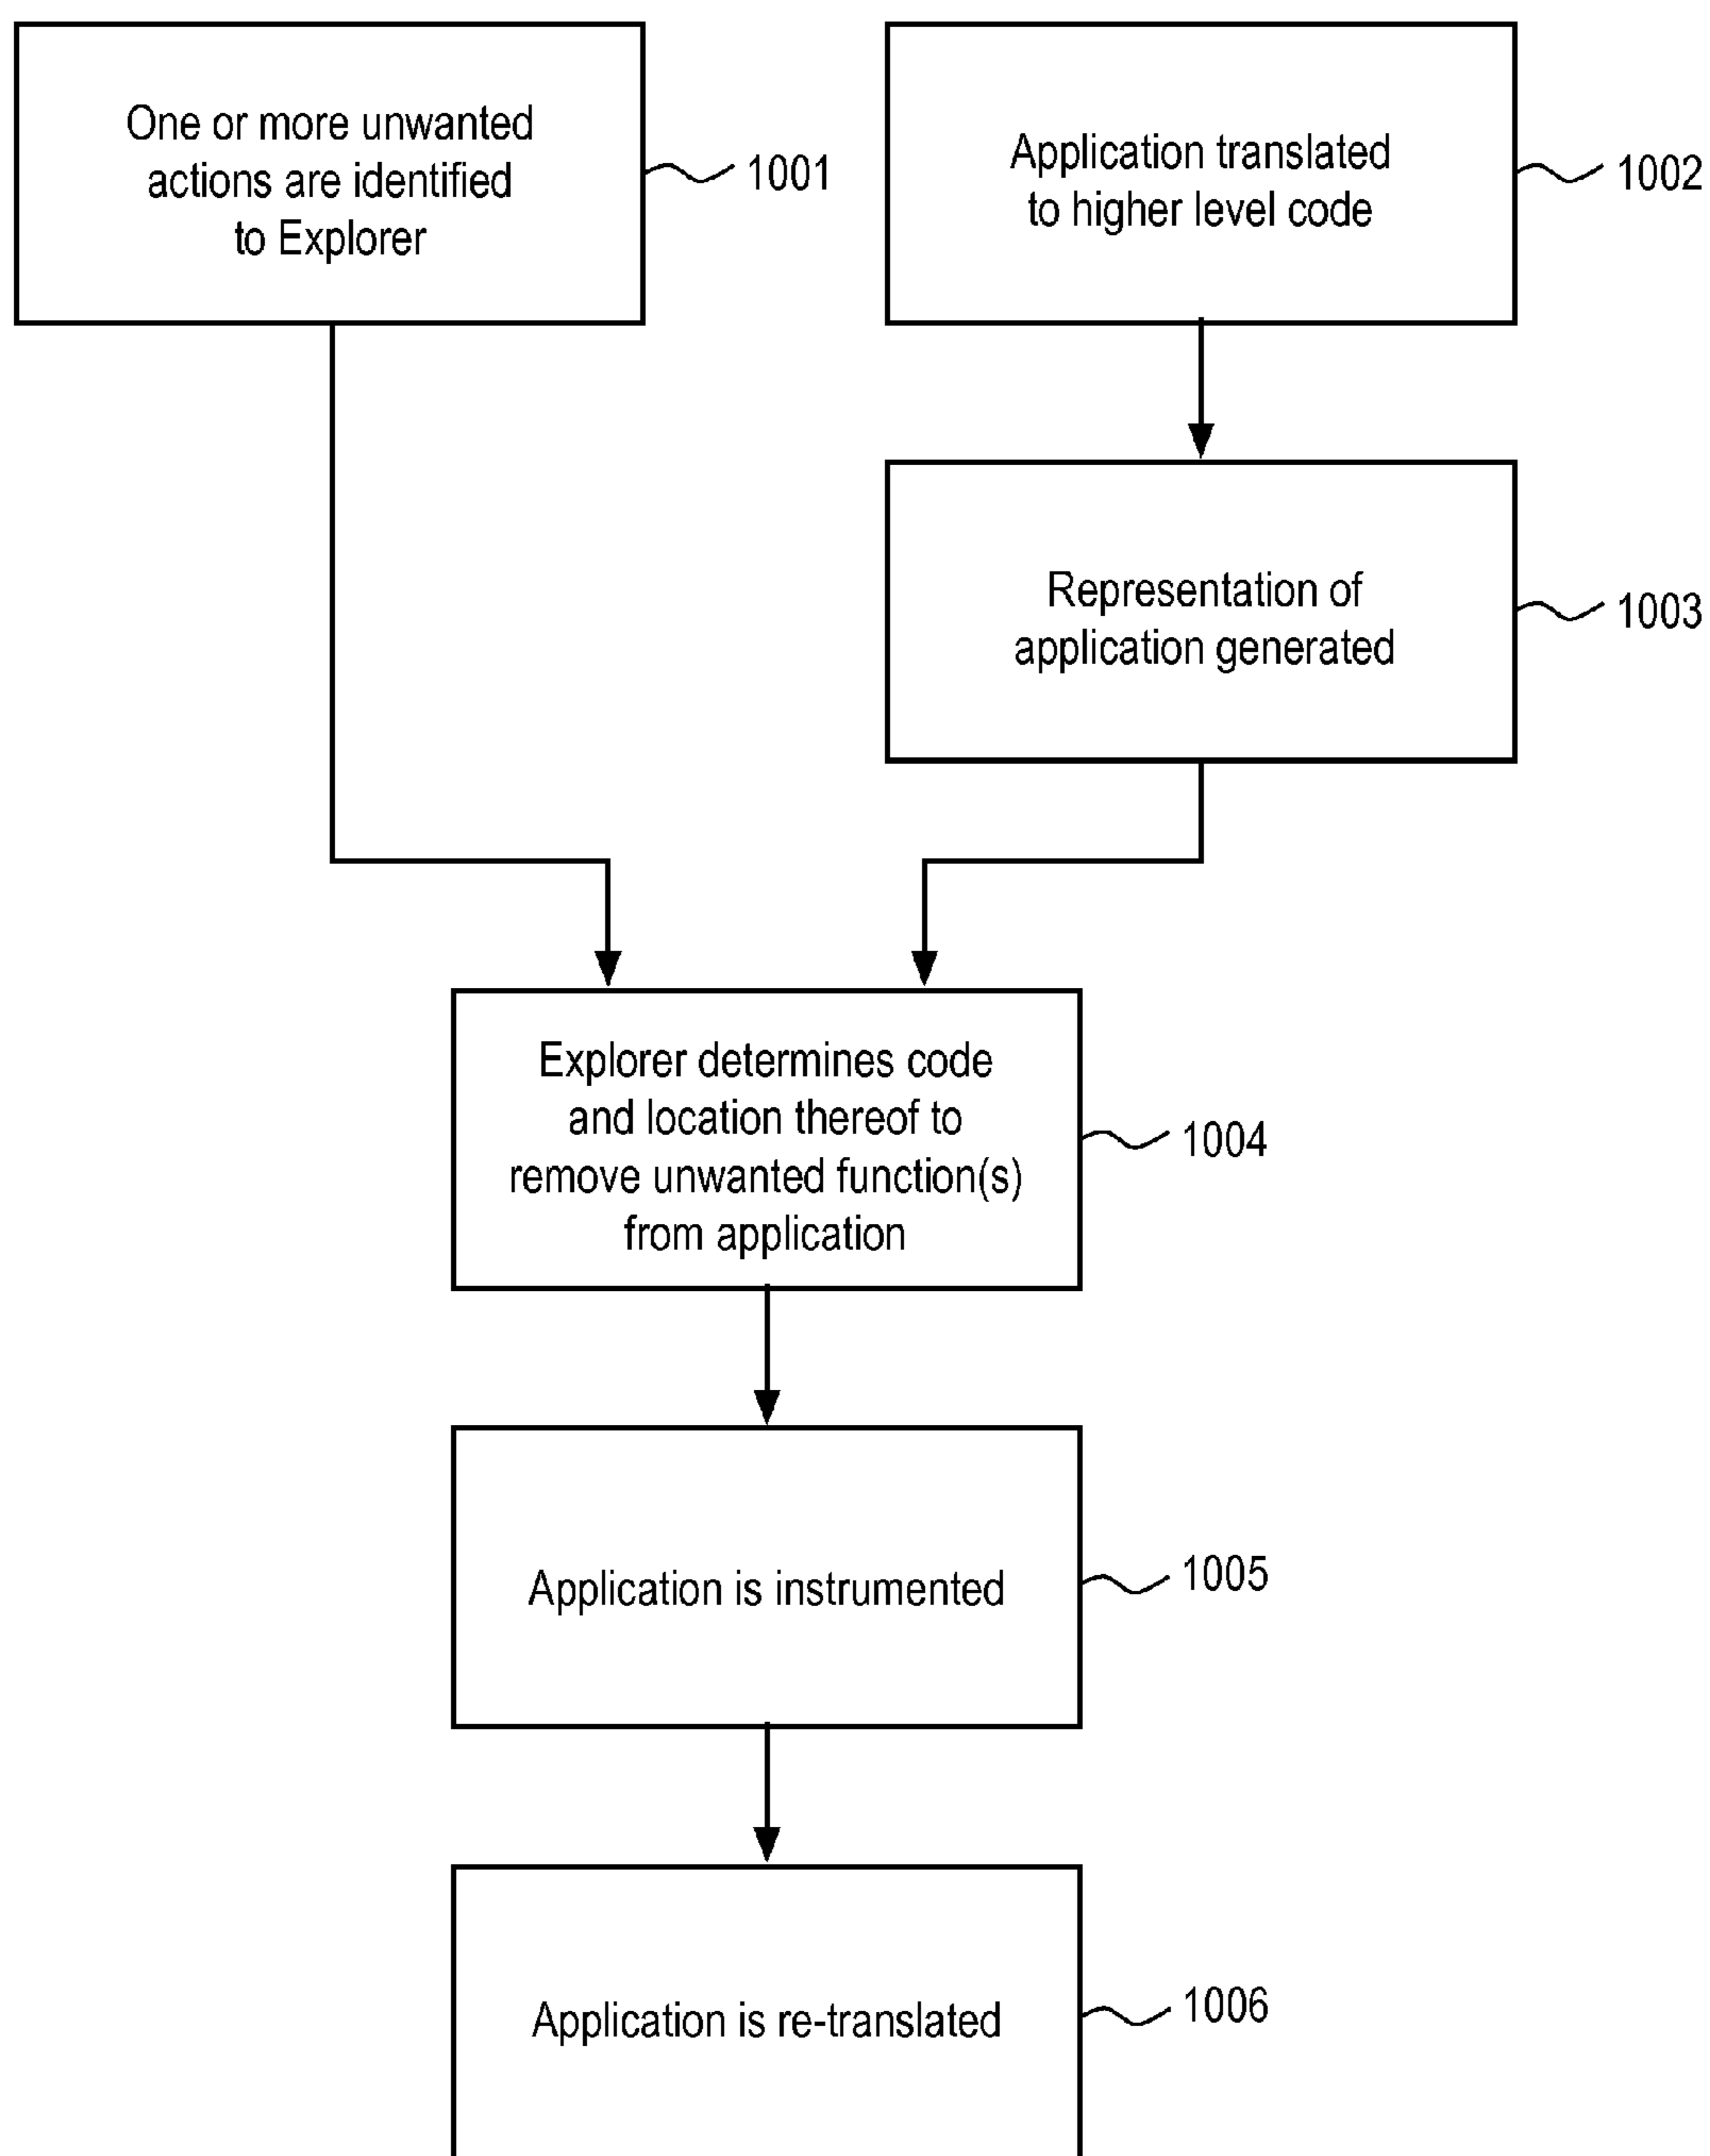 One or more unwanted
actions are identified
to Explorer
1001
Application translated
to higher level code
1002
Representation of
application generated
1003
Explorer determines code
and location thereof to
remove unwanted function(s)
from application
1004
Application is instrumented
1005
Application is re-translated
1006